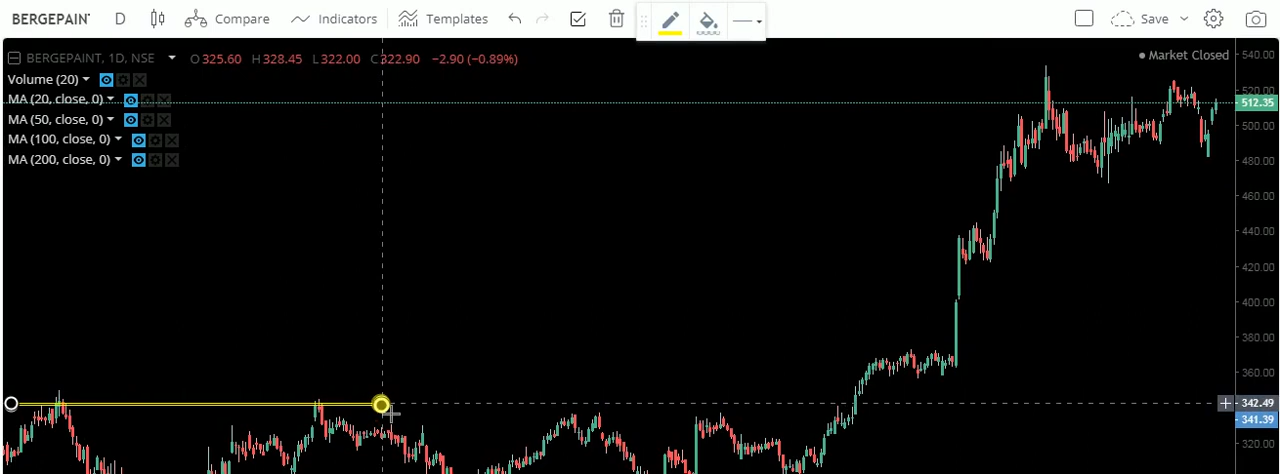 BERGEPAINT D Compare Indicators Templates Save
BERGEPAINT, 1D, NSE O 325.60 H 328.45 L 322.00 C 322.90 −2.90 (−0.89%) Market Closed
Volume (20)
MA (20, close, 0)
MA (50, close, 0)
MA (100, close, 0)
MA (200, close, 0)
540.00
520.00
512.35
500.00
480.00
460.00
440.00
420.00
400.00
380.00
360.00
342.49
341.39
320.00